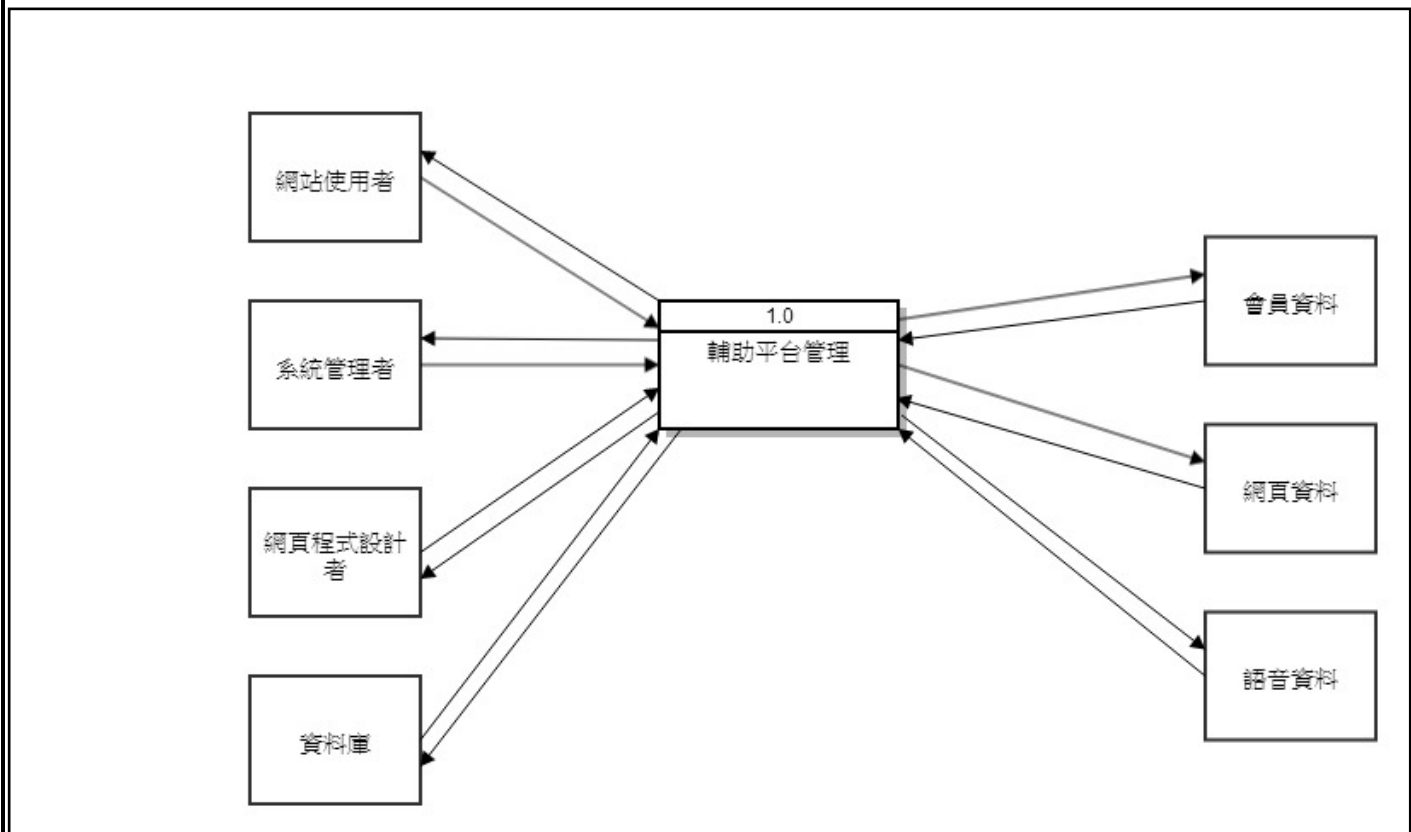 網站使用者
系統管理者
網頁程式設計
者
資料庫
1.0
輔助平台管理
會員資料
網頁資料
語音資料